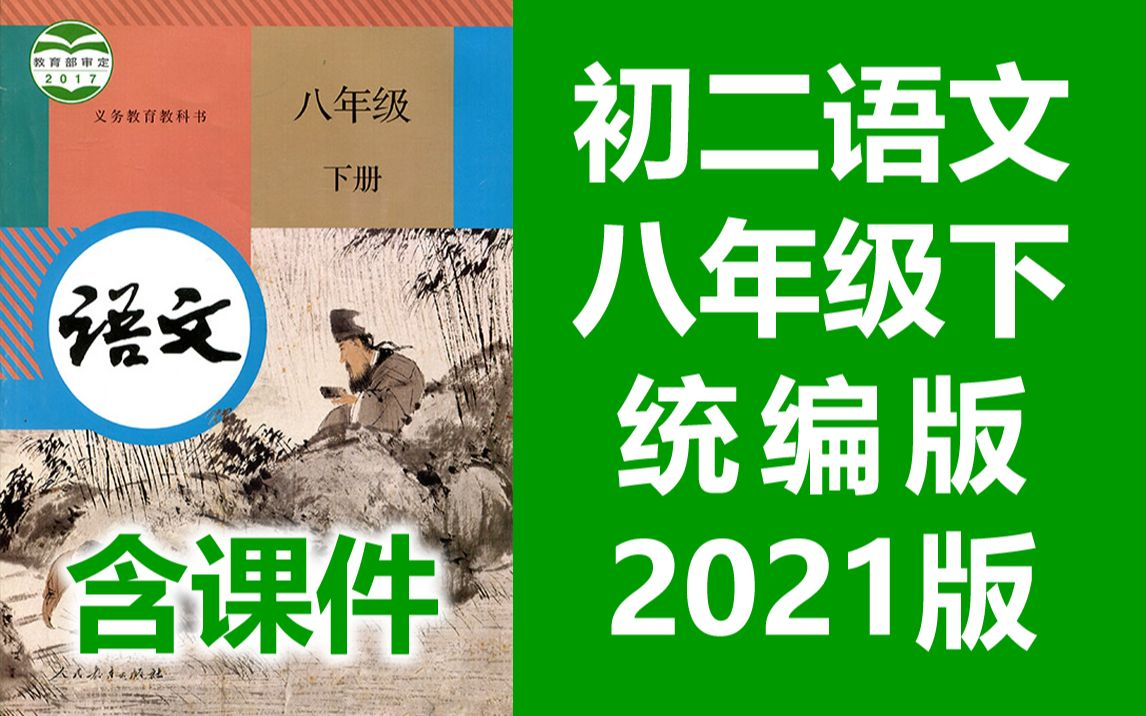 教育部审定
2017
义务教育教科书
八年级
下册
语文
含课件
人民教育出版社
初二语文
八年级下
统编版
2021版